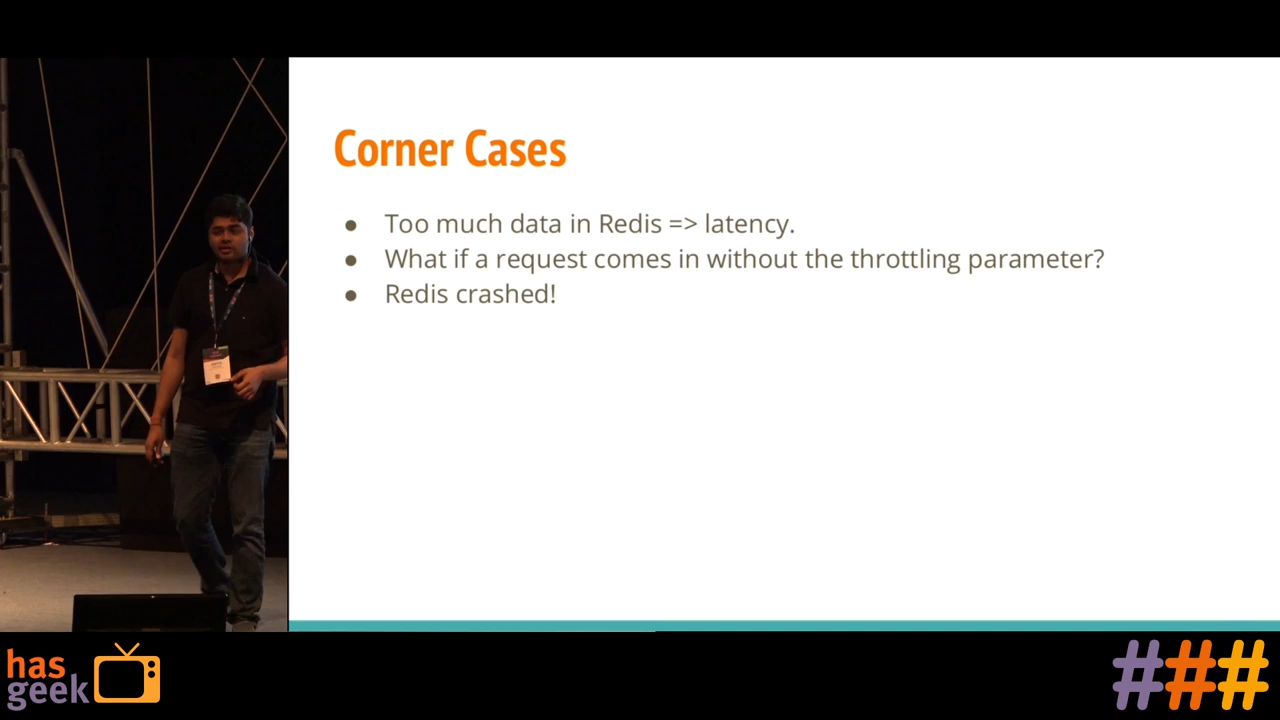 Corner Cases
● Too much data in Redis => latency.
● What if a request comes in without the throttling parameter?
● Redis crashed!
has
geek
###